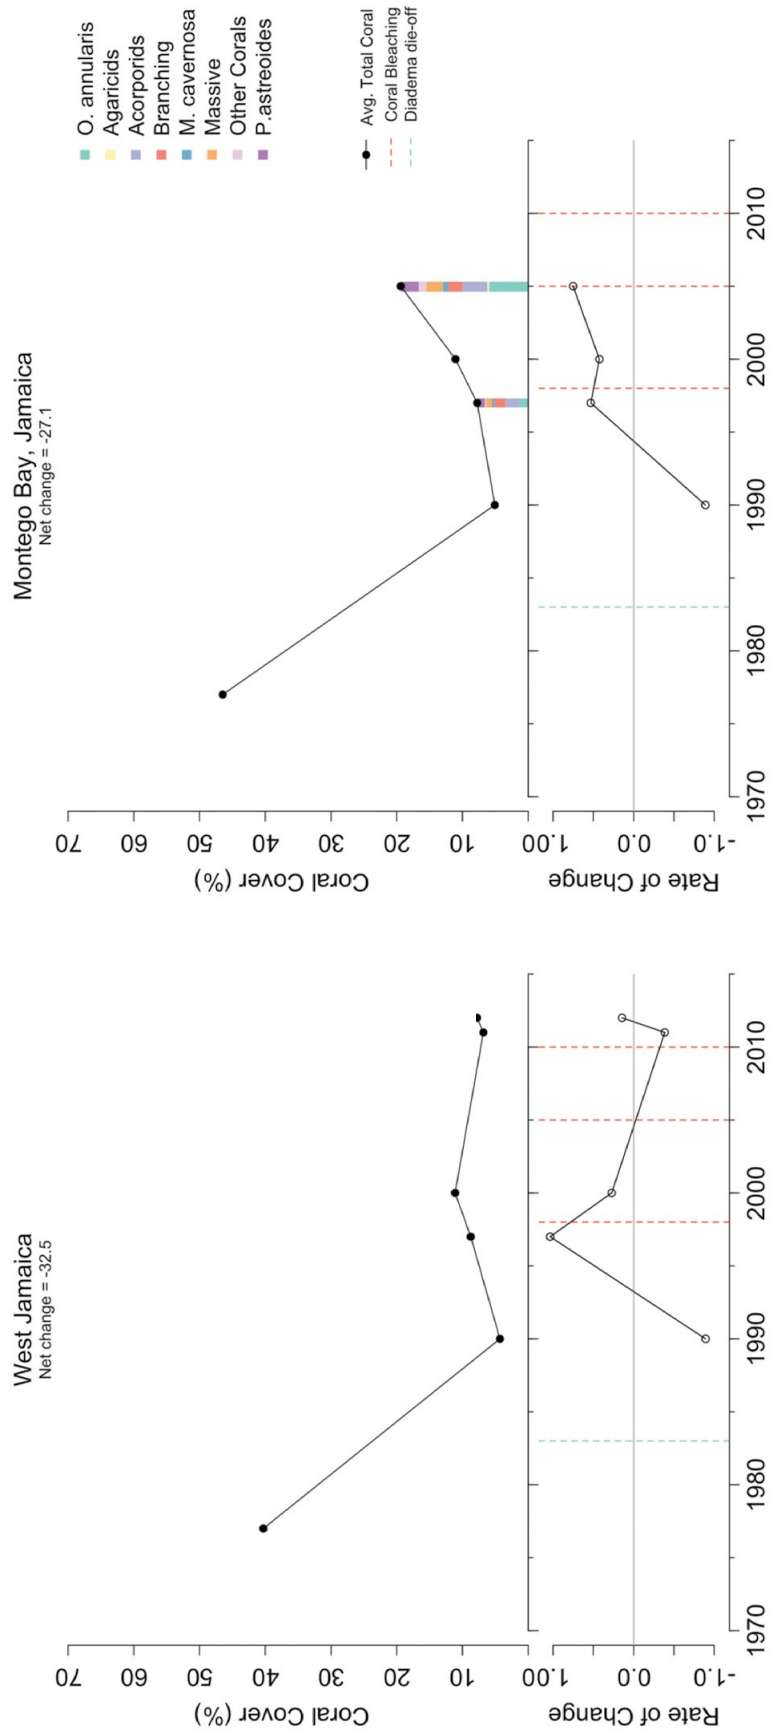 West Jamaica
Net change = -32.5
70
60
50
40
30
20
10
0
Coral Cover (%)
1.0
0.0
-1.0
Rate of Change
1970
1980
1990
2000
2010
Montego Bay, Jamaica
Net change = -27.1
70
60
50
40
30
20
10
0
Coral Cover (%)
1.0
0.0
-1.0
Rate of Change
1970
1980
1990
2000
2010
O. annularis
Agaricids
Acorporids
Branching
M. cavernosa
Massive
Other Corals
P.astreoides
Avg. Total Coral
Coral Bleaching
Diadema die-off